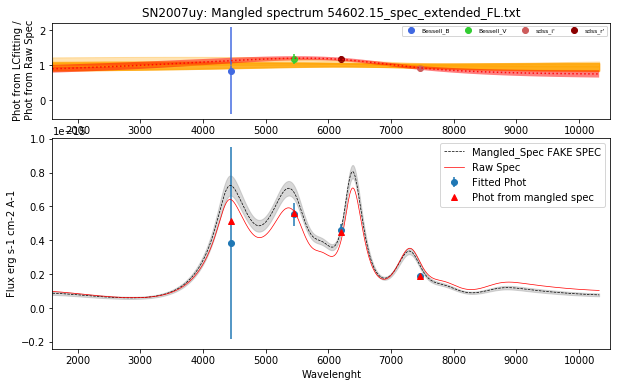 SN2007uy: Mangled spectrum 54602.15_spec_extended_FL.txt
Phot from LCfitting /
Phot from Raw Spec
2
1
0
Bessell_B
Bessell_V
sdss_i'
sdss_r'
2000 3000 4000 5000 6000 7000 8000 9000 10000
Flux erg s-1 cm-2 A-1
1.0
0.8
0.6
0.4
0.2
0.0
−0.2
Mangled_Spec FAKE SPEC
Raw Spec
Fitted Phot
Phot from mangled spec
2000 3000 4000 5000 6000 7000 8000 9000 10000
Wavelenght